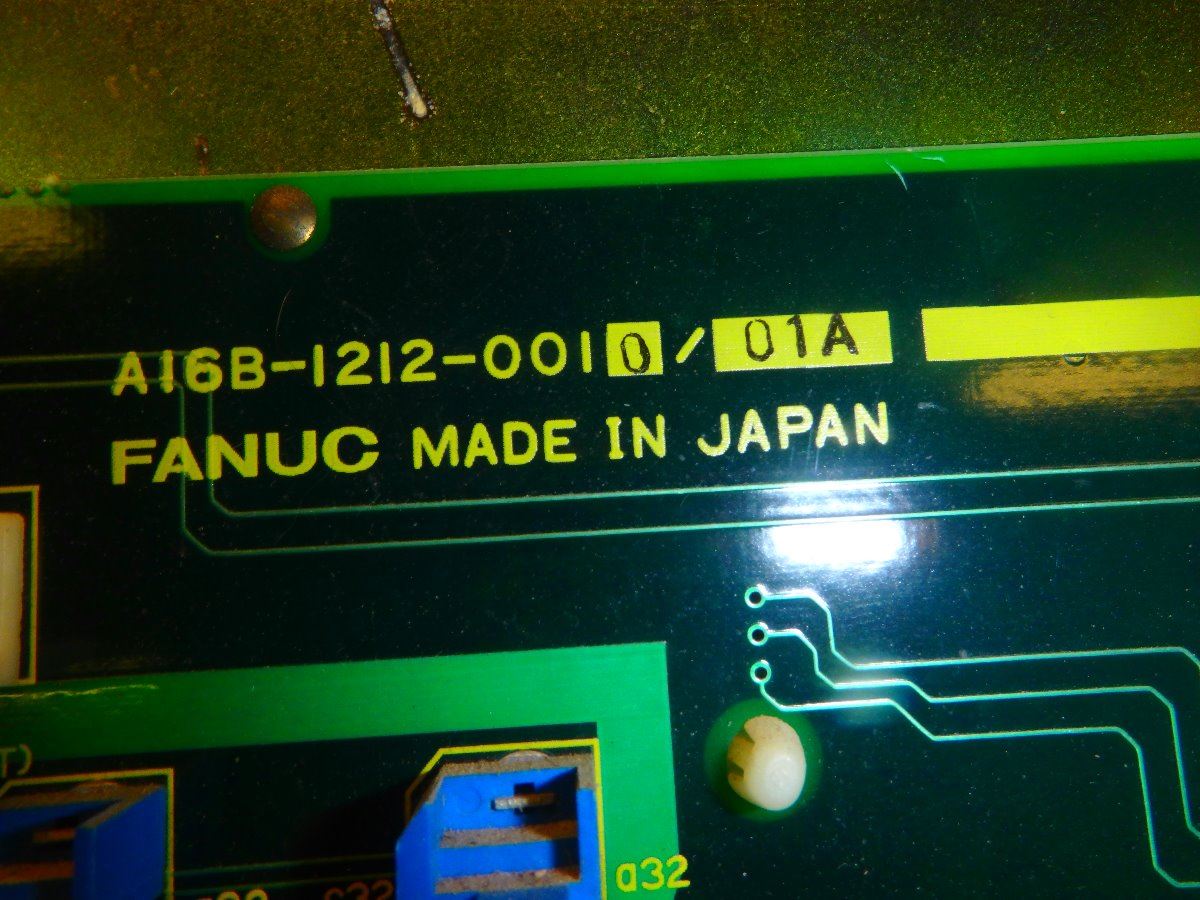 A16B-1212-0010/01A
FANUC MADE IN JAPAN
a32